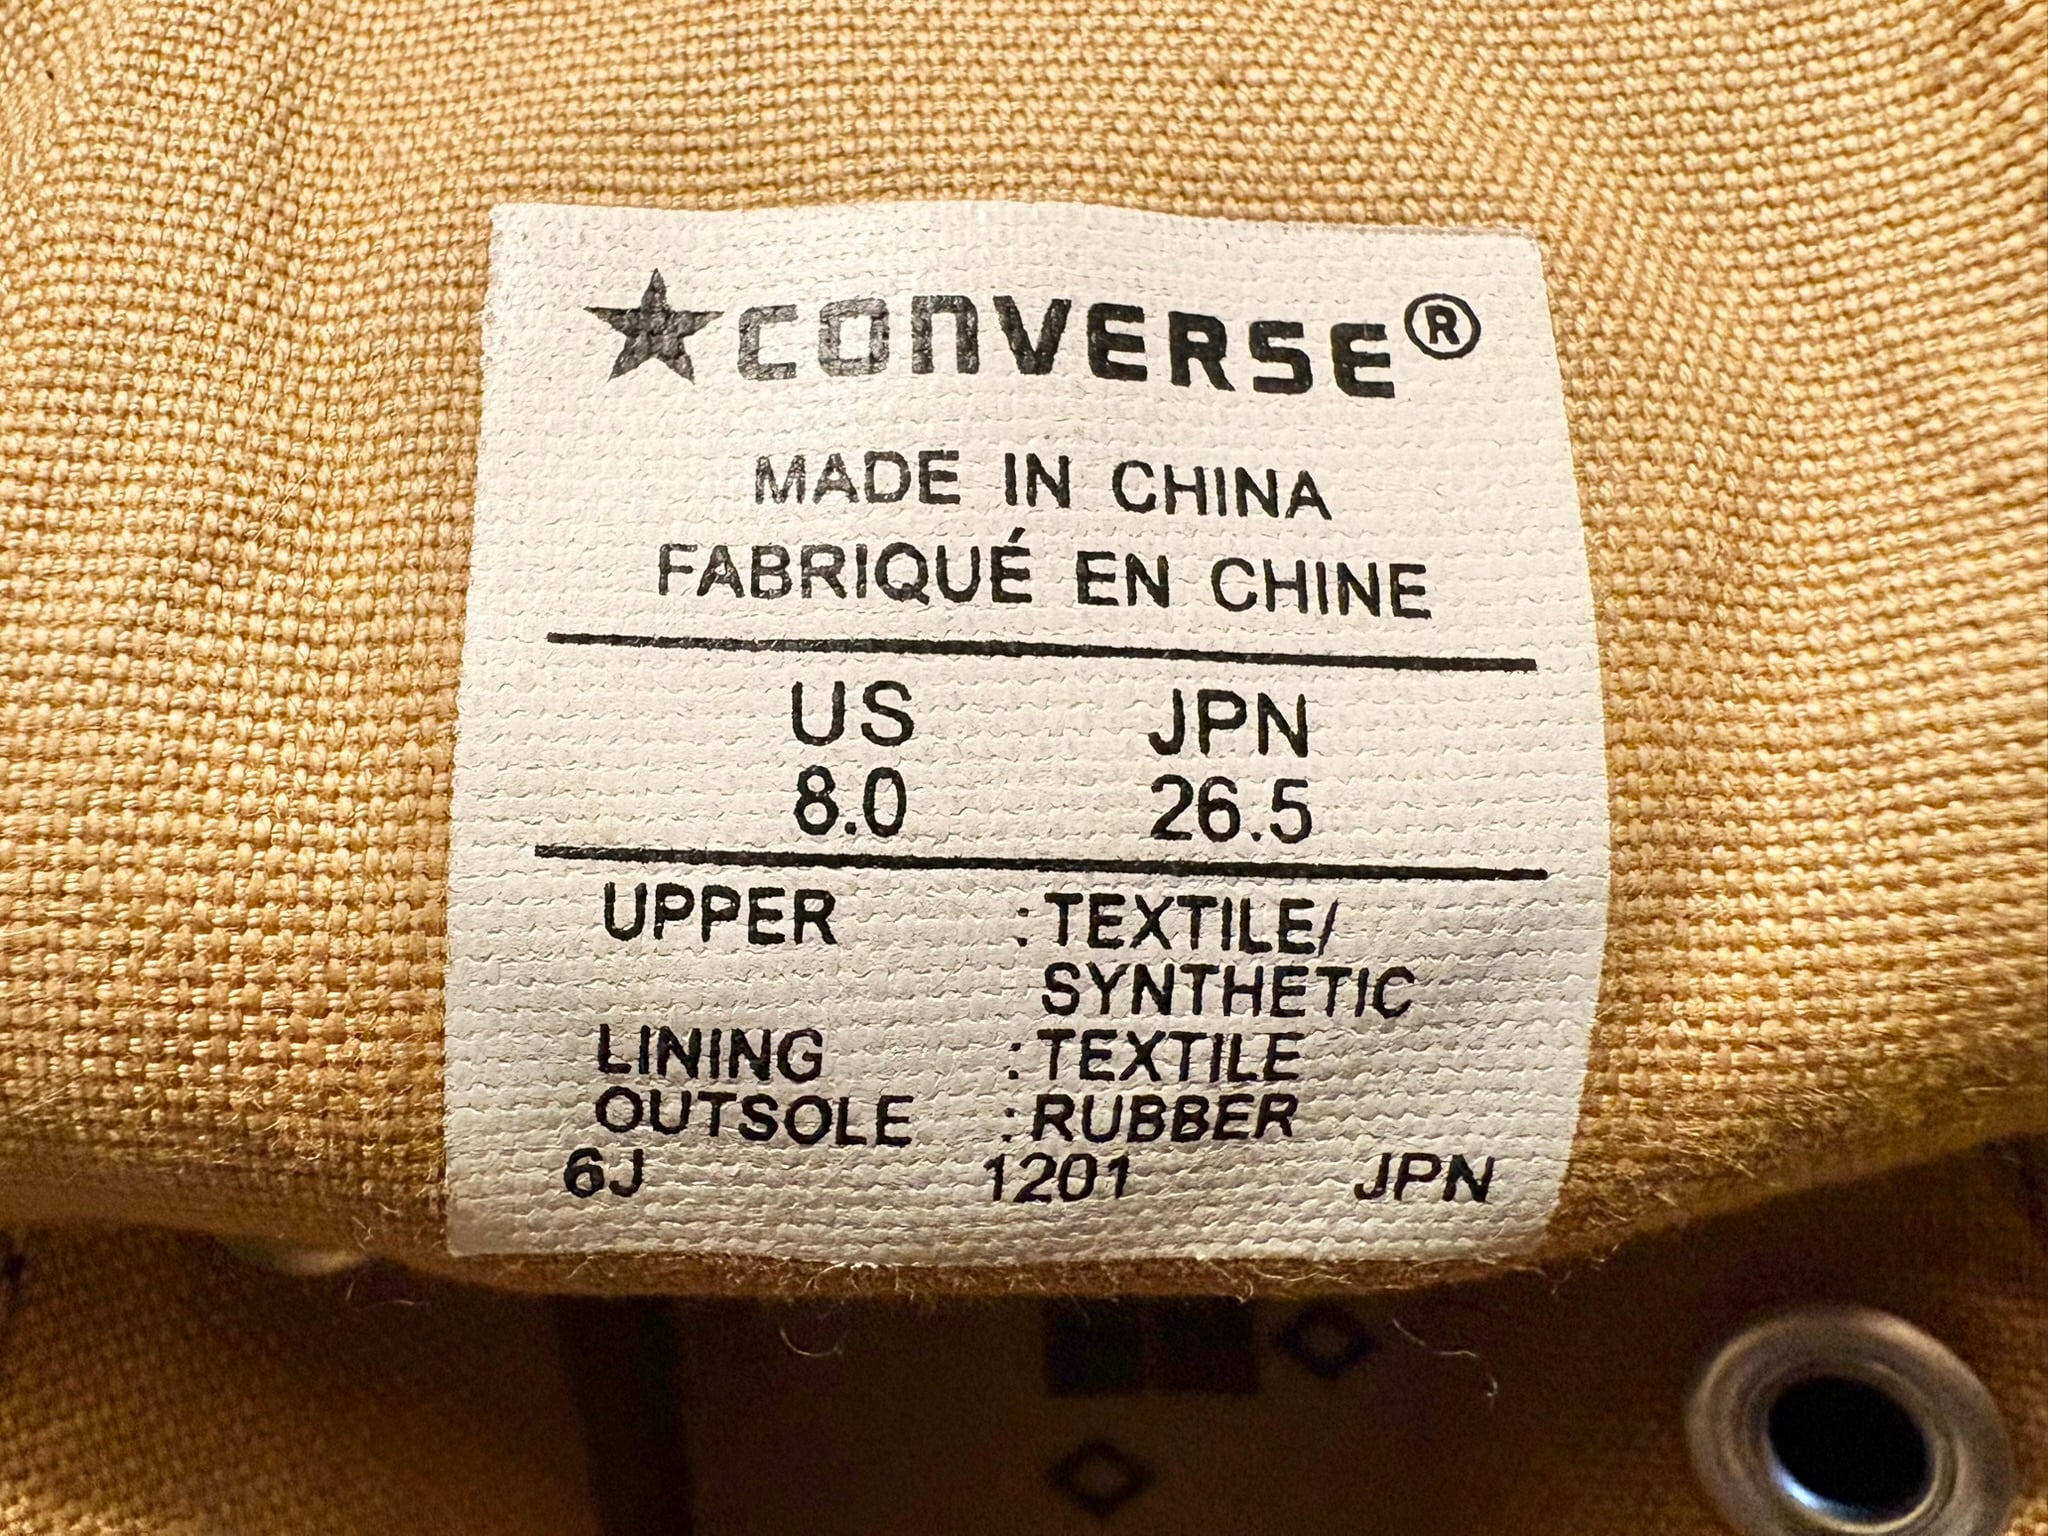 ★CONVERSE®
MADE IN CHINA
FABRIQUÉ EN CHINE
US JPN
8.0 26.5
UPPER : TEXTILE/
SYNTHETIC
LINING : TEXTILE
OUTSOLE : RUBBER
6J 1201 JPN